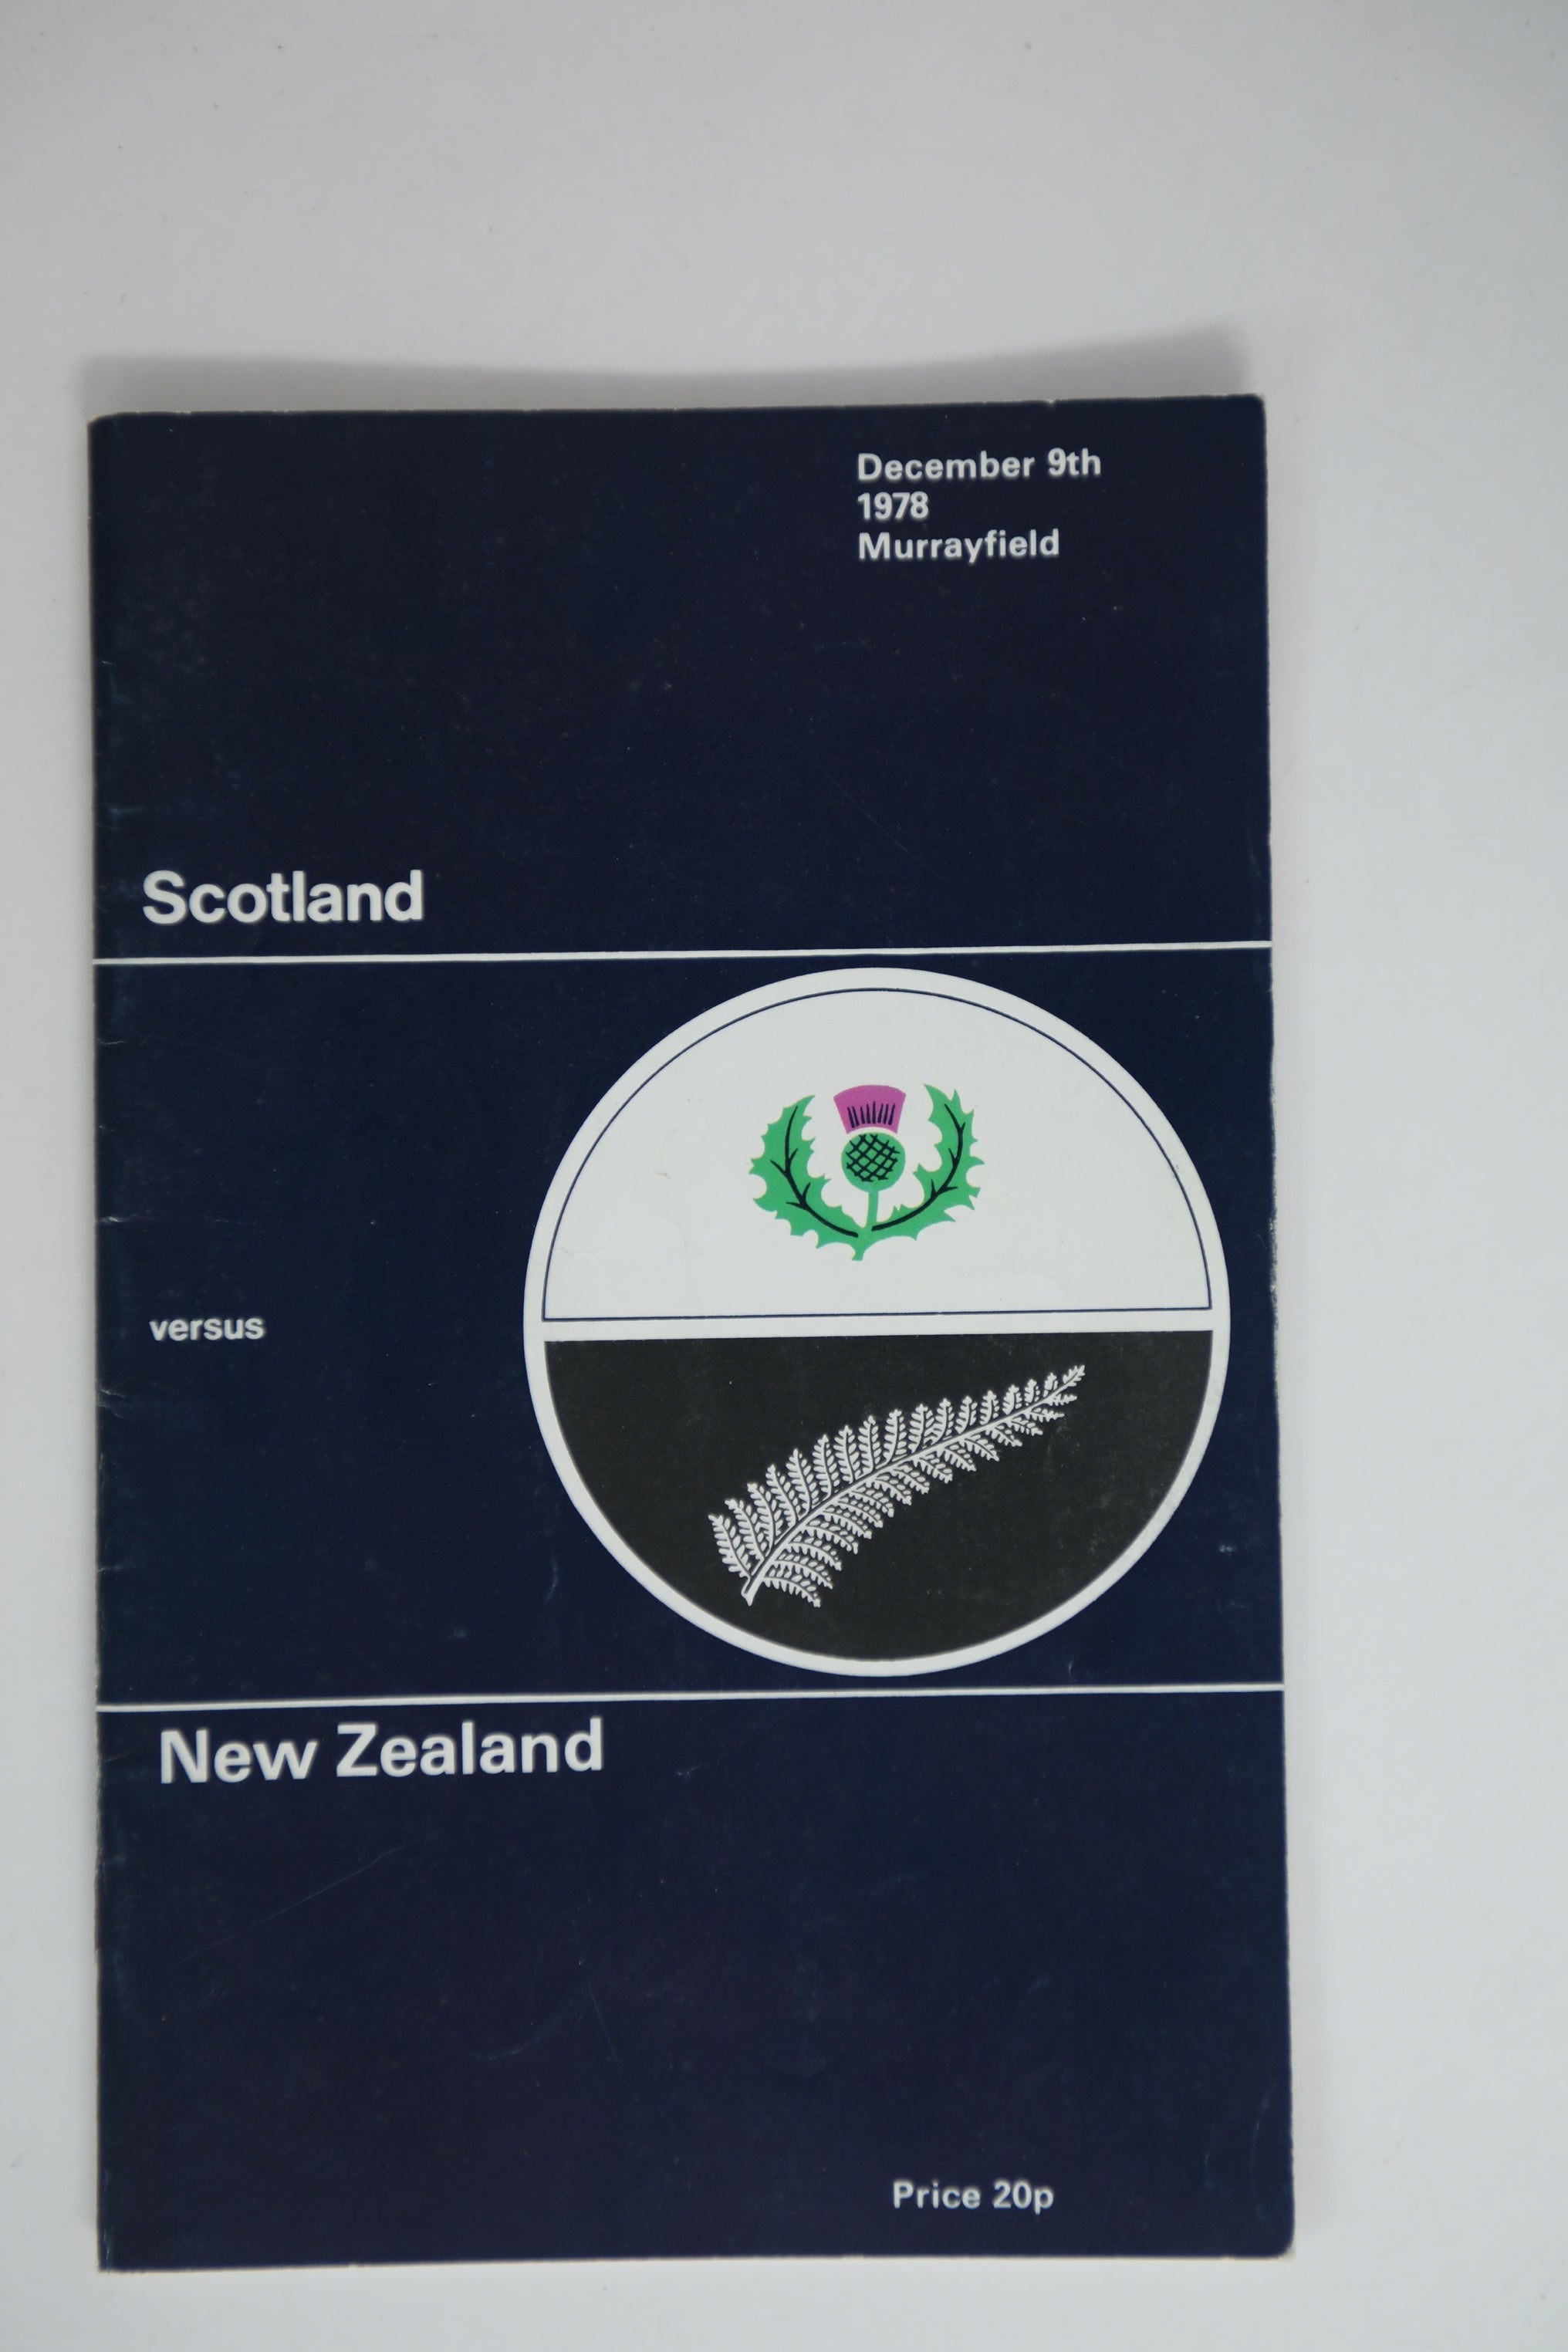 December 9th
1978
Murrayfield
Scotland
versus
New Zealand
Price 20p